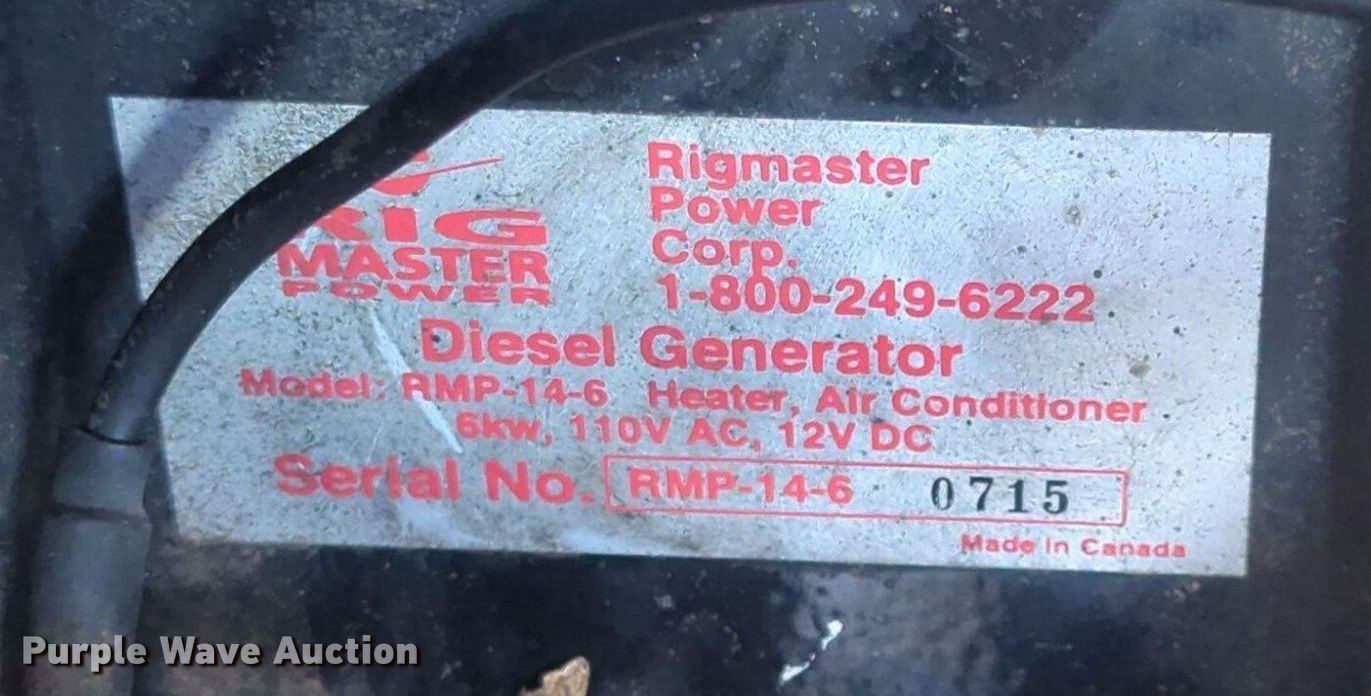 RIG
MASTER
POWER
Rigmaster
Power
Corp.
1-800-249-6222
Diesel Generator
Model: RMP-14-6 Heater, Air Conditioner
6kw, 110V AC, 12V DC
Serial No. RMP-14-6 0715
Made in Canada
Purple Wave Auction